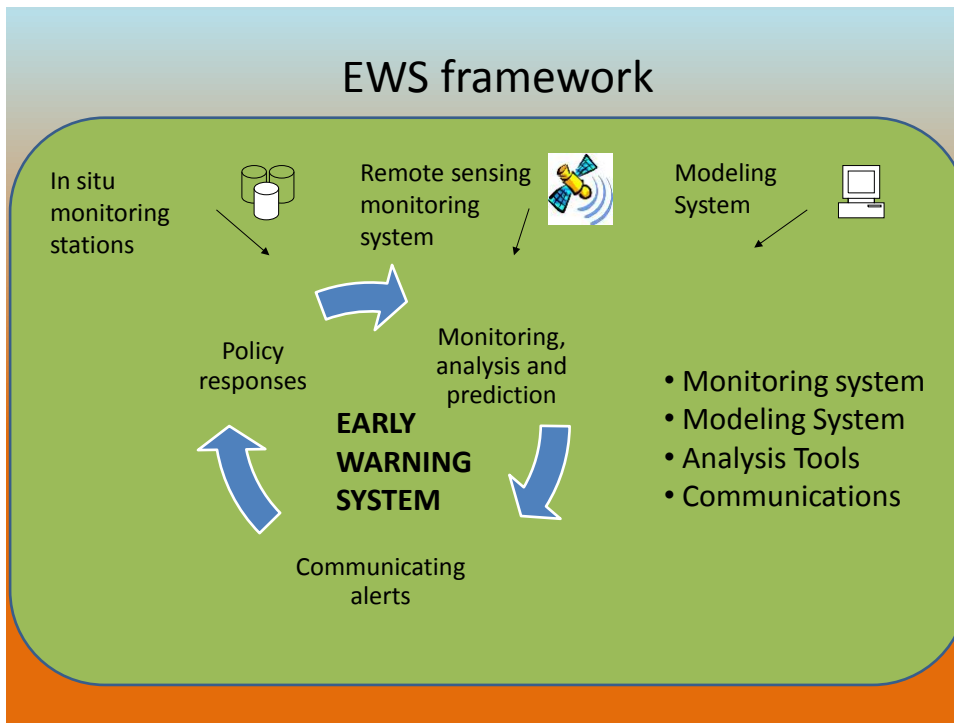 EWS framework
In situ
monitoring
stations
Remote sensing
monitoring
system
Modeling
System
Policy
responses
Monitoring,
analysis and
prediction
EARLY
WARNING
SYSTEM
Communicating
alerts
• Monitoring system
• Modeling System
• Analysis Tools
• Communications